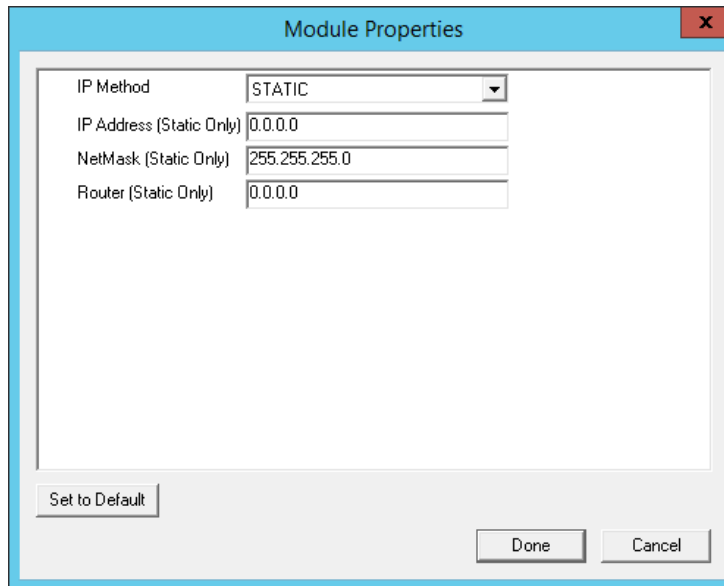 Module Properties
x
IP Method STATIC
IP Address (Static Only) 0.0.0.0
NetMask (Static Only) 255.255.255.0
Router (Static Only) 0.0.0.0
Set to Default
Done Cancel